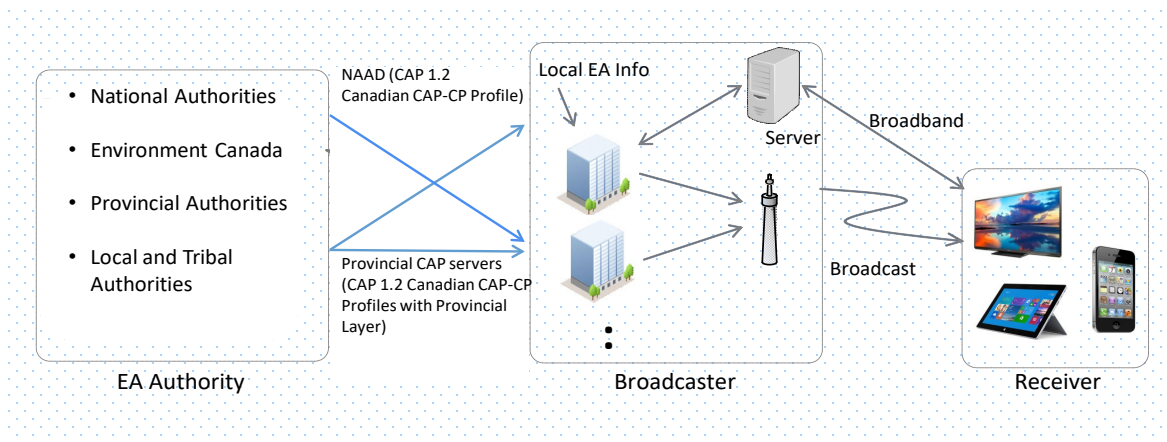 • National Authorities
• Environment Canada
• Provincial Authorities
• Local and Tribal
Authorities
EA Authority
NAAD (CAP 1.2
Canadian CAP-CP Profile)
Provincial CAP servers
(CAP 1.2 Canadian CAP-CP
Profiles with Provincial
Layer)
Local EA Info
Server
Broadcaster
Broadband
Broadcast
Receiver